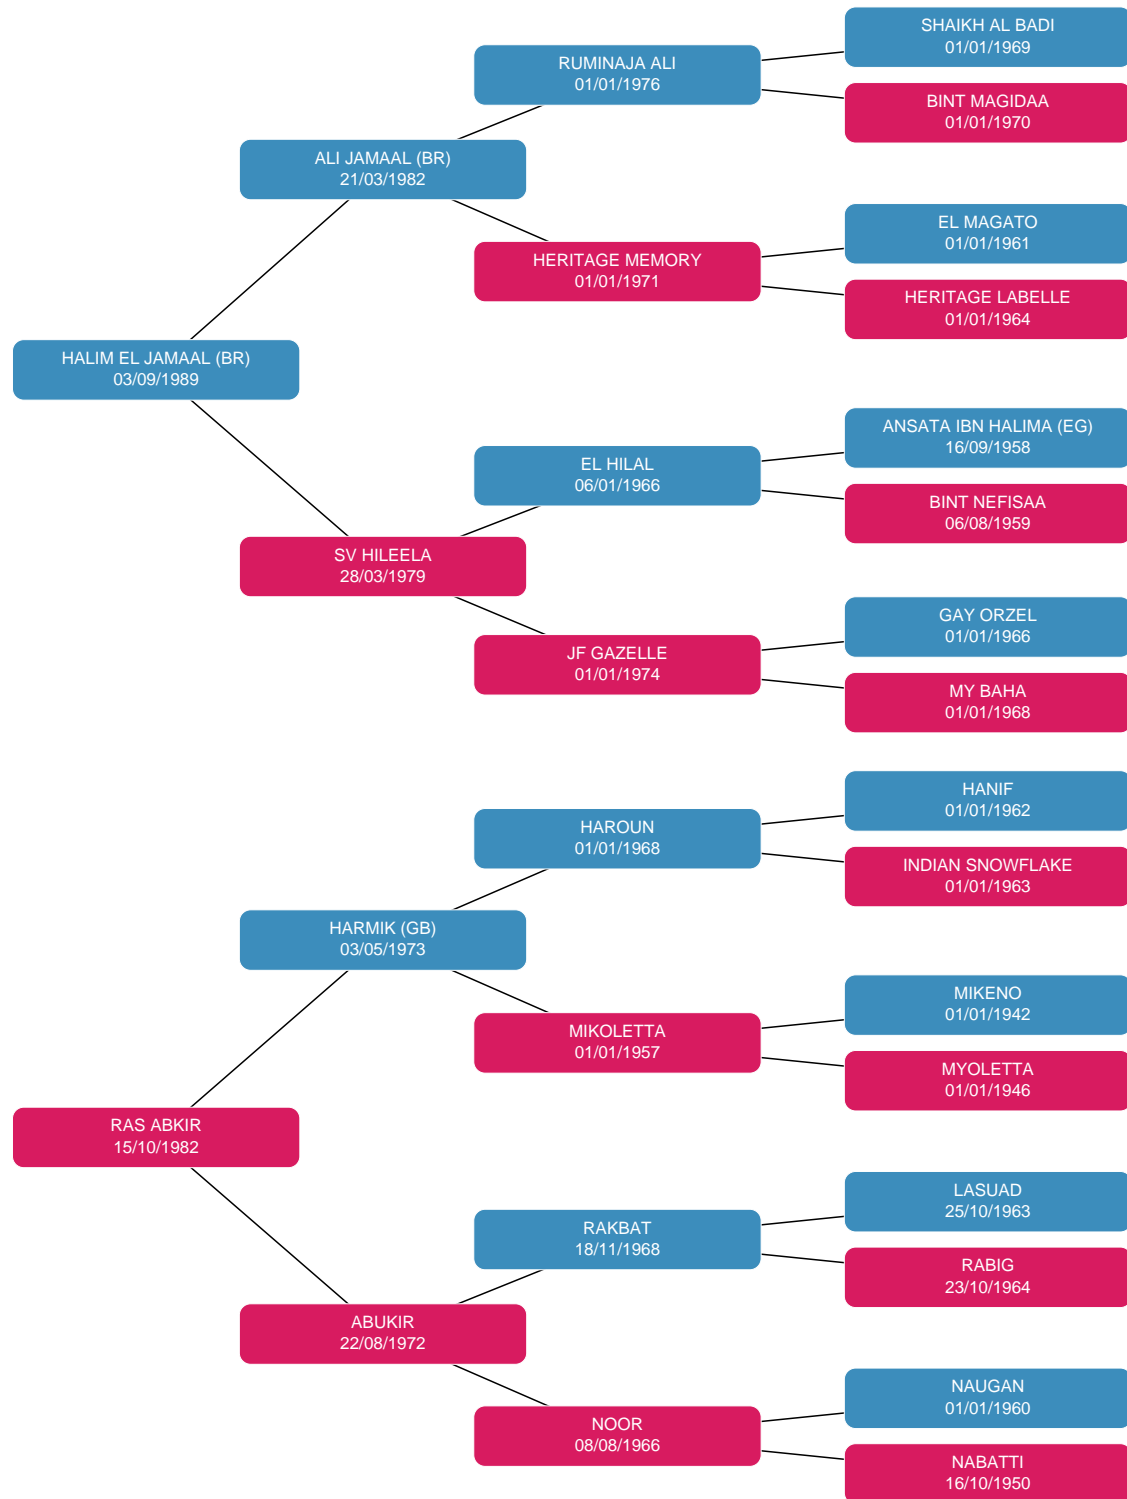 SHAIKH AL BADI
01/01/1969
RUMINAJA ALI
01/01/1976
BINT MAGIDAA
01/01/1970
ALI JAMAAL (BR)
21/03/1982
EL MAGATO
01/01/1961
HERITAGE MEMORY
01/01/1971
HERITAGE LABELLE
01/01/1964
HALIM EL JAMAAL (BR)
03/09/1989
ANSATA IBN HALIMA (EG)
16/09/1958
EL HILAL
06/01/1966
BINT NEFISAA
06/08/1959
SV HILEELA
28/03/1979
GAY ORZEL
01/01/1966
JF GAZELLE
01/01/1974
MY BAHA
01/01/1968
HANIF
01/01/1962
HAROUN
01/01/1968
INDIAN SNOWFLAKE
01/01/1963
HARMIK (GB)
03/05/1973
MIKENO
01/01/1942
MIKOLETTA
01/01/1957
MYOLETTA
01/01/1946
RAS ABKIR
15/10/1982
LASUAD
25/10/1963
RAKBAT
18/11/1968
RABIG
23/10/1964
ABUKIR
22/08/1972
NAUGAN
01/01/1960
NOOR
08/08/1966
NABATTI
16/10/1950